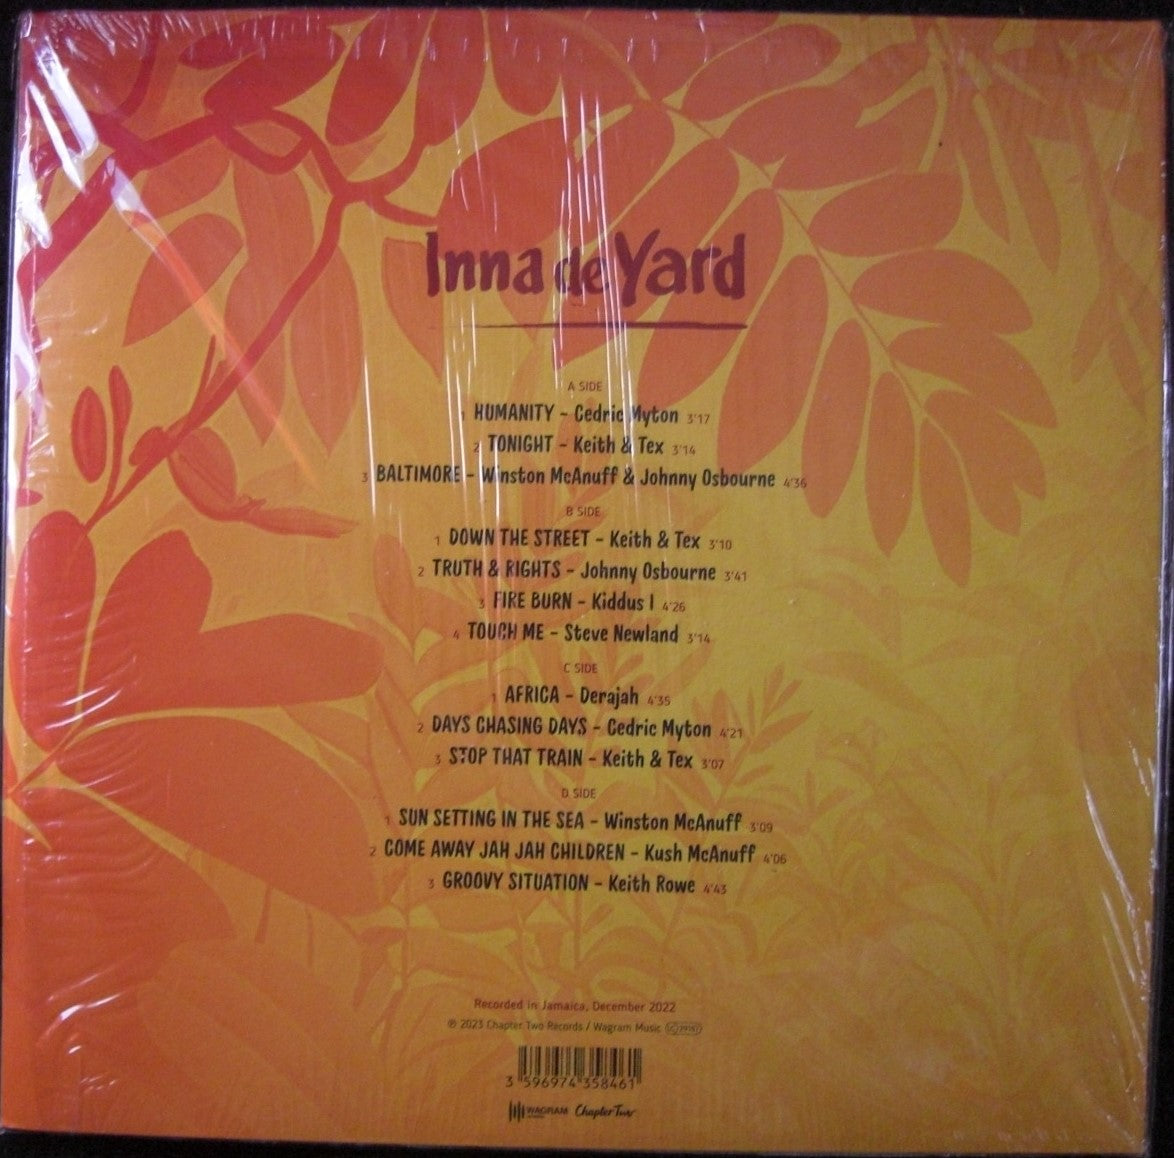 Inna de Yard
A SIDE
1 HUMANITY – Cedric Myton 3'17
2 TONIGHT – Keith & Tex 3'14
3 BALTIMORE – Winston McAnuff & Johnny Osbourne 4'36
B SIDE
1 DOWN THE STREET – Keith & Tex 3'10
2 TRUTH & RIGHTS – Johnny Osbourne 3'41
3 FIRE BURN – Kiddus I 4'26
4 TOUCH ME – Steve Newland 3'14
C SIDE
1 AFRICA – Derajah 4'35
2 DAYS CHASING DAYS – Cedric Myton 4'21
3 STOP THAT TRAIN – Keith & Tex 3'07
D SIDE
1 SUN SETTING IN THE SEA – Winston McAnuff 3'09
2 COME AWAY JAH JAH CHILDREN – Kush McAnuff 4'06
3 GROOVY SITUATION – Keith Rowe 4'43
Recorded in Jamaica, December 2022
℗ 2023 Chapter Two Records / Wagram Music
3 596974 358461
WAGRAM Chapter Two